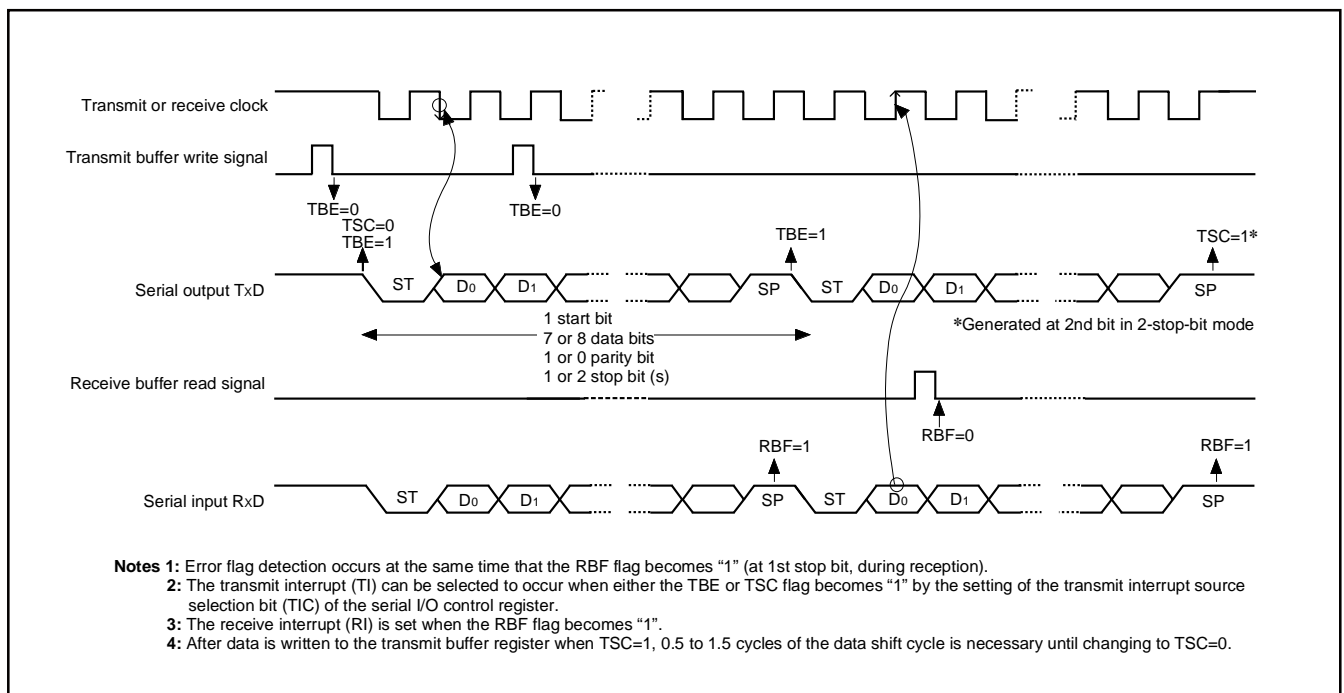 Transmit or receive clock
Transmit buffer write signal
TBE=0
TSC=0
TBE=1
TBE=0
TBE=1
TSC=1*
Serial output TxD
ST
D0
D1
SP
ST
D0
D1
SP
1 start bit
7 or 8 data bits
1 or 0 parity bit
1 or 2 stop bit (s)
*Generated at 2nd bit in 2-stop-bit mode
Receive buffer read signal
RBF=0
RBF=1
RBF=1
Serial input RxD
ST
D0
D1
SP
ST
D0
D1
SP
Notes 1: Error flag detection occurs at the same time that the RBF flag becomes “1” (at 1st stop bit, during reception).
2: The transmit interrupt (TI) can be selected to occur when either the TBE or TSC flag becomes “1” by the setting of the transmit interrupt source
selection bit (TIC) of the serial I/O control register.
3: The receive interrupt (RI) is set when the RBF flag becomes “1”.
4: After data is written to the transmit buffer register when TSC=1, 0.5 to 1.5 cycles of the data shift cycle is necessary until changing to TSC=0.